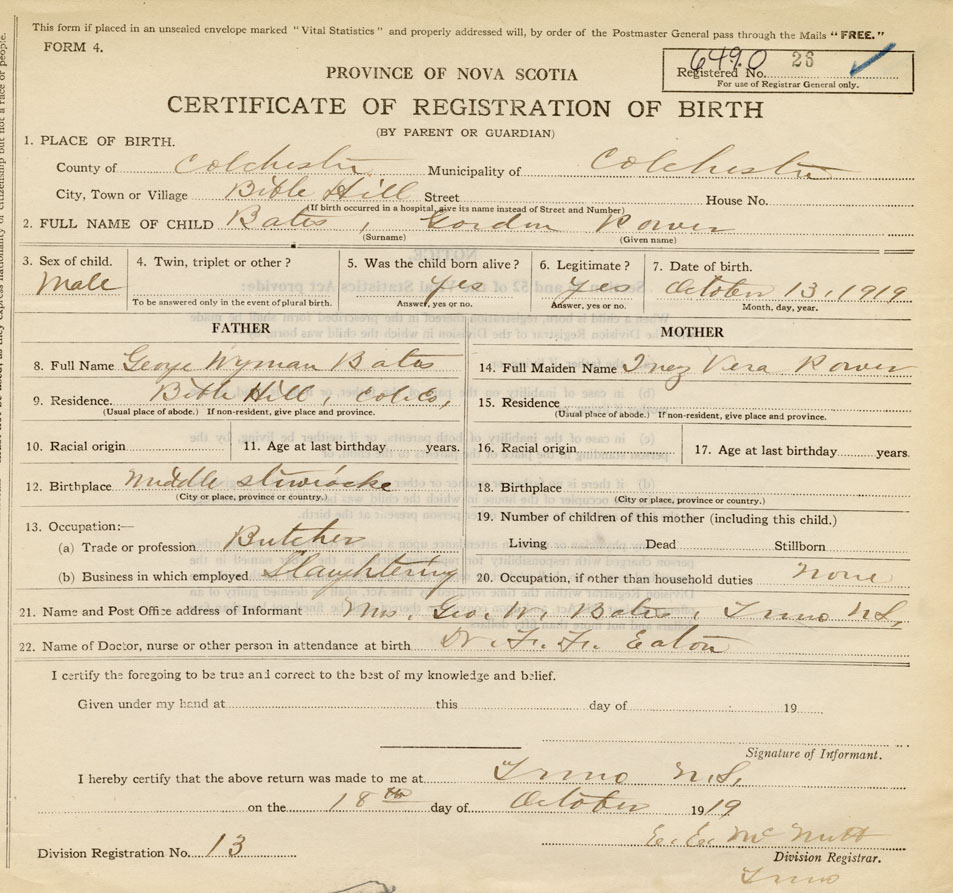 This form if placed in an unsealed envelope marked "Vital Statistics" and properly addressed will, by order of the Postmaster General pass through the Mails "FREE."
FORM 4.
6490 26
Registered No.
For use of Registrar General only.
PROVINCE OF NOVA SCOTIA
CERTIFICATE OF REGISTRATION OF BIRTH
(BY PARENT OR GUARDIAN)
1. PLACE OF BIRTH.
County of Colchester Municipality of Colchester
City, Town or Village Bible Hill Street House No.
(If birth occurred in a hospital, give its name instead of Street and Number)
2. FULL NAME OF CHILD Bates, Gordon Power
(Surname) (Given name)
3. Sex of child. 4. Twin, triplet or other? 5. Was the child born alive? 6. Legitimate? 7. Date of birth.
Male Yes Yes October 13, 1919
To be answered only in the event of plural birth. Answer, yes or no. Answer, yes or no. Month, day, year.
FATHER MOTHER
8. Full Name George Wyman Bates 14. Full Maiden Name Inez Vera Power
9. Residence. Bible Hill, Col. Co, 15. Residence
(Usual place of abode.) If non-resident, give place and province. (Usual place of abode.) If non-resident, give place and province.
10. Racial origin 11. Age at last birthday years. 16. Racial origin 17. Age at last birthday years.
12. Birthplace Middle Stewiacke 18. Birthplace
(City or place, province or country.) (City or place, province or country.)
13. Occupation:— 19. Number of children of this mother (including this child.)
(a) Trade or profession Butcher Living Dead Stillborn
(b) Business in which employed Slaughtering 20. Occupation, if other than household duties None
21. Name and Post Office address of Informant Mrs. Geo. W. Bates, Truro N.S.
22. Name of Doctor, nurse or other person in attendance at birth Dr. F. F. Eaton
I certify the foregoing to be true and correct to the best of my knowledge and belief.
Given under my hand at this day of 19
Signature of Informant.
I hereby certify that the above return was made to me at Truro N.S.
on the 18th day of October 1919
E. E. McNutt
Division Registration No. 13 Division Registrar.
Truro